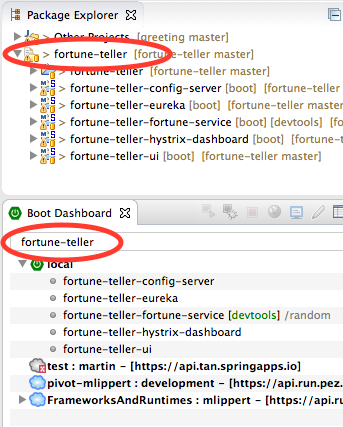 Package Explorer
> Other Projects [greeting master]
> fortune-teller [fortune-teller master]
> fortune-teller [fortune-teller master]
> fortune-teller-config-server [boot] [fortune-teller
> fortune-teller-eureka [boot] [fortune-teller master]
> fortune-teller-fortune-service [boot] [devtools] [fo
> fortune-teller-hystrix-dashboard [boot] [fortune-
> fortune-teller-ui [boot] [fortune-teller master]
Boot Dashboard
fortune-teller
local
fortune-teller-config-server
fortune-teller-eureka
fortune-teller-fortune-service [devtools] /random
fortune-teller-hystrix-dashboard
fortune-teller-ui
test : martin – [https://api.tan.springapps.io]
pivot-mlippert : development – [https://api.run.pez.
FrameworksAndRuntimes : mlippert – [https://api.ru